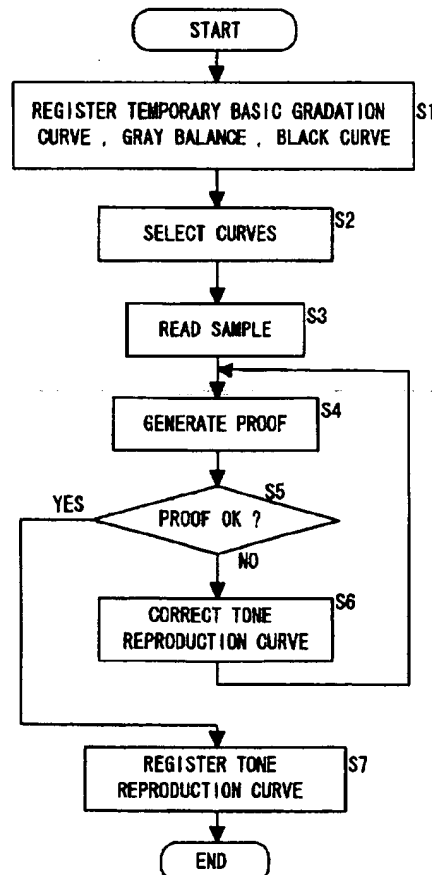 START
REGISTER TEMPORARY BASIC GRADATION
CURVE , GRAY BALANCE , BLACK CURVE
S1
SELECT CURVES
S2
READ SAMPLE
S3
GENERATE PROOF
S4
S5
YES
PROOF OK ?
NO
S6
CORRECT TONE
REPRODUCTION CURVE
REGISTER TONE
REPRODUCTION CURVE
S7
END